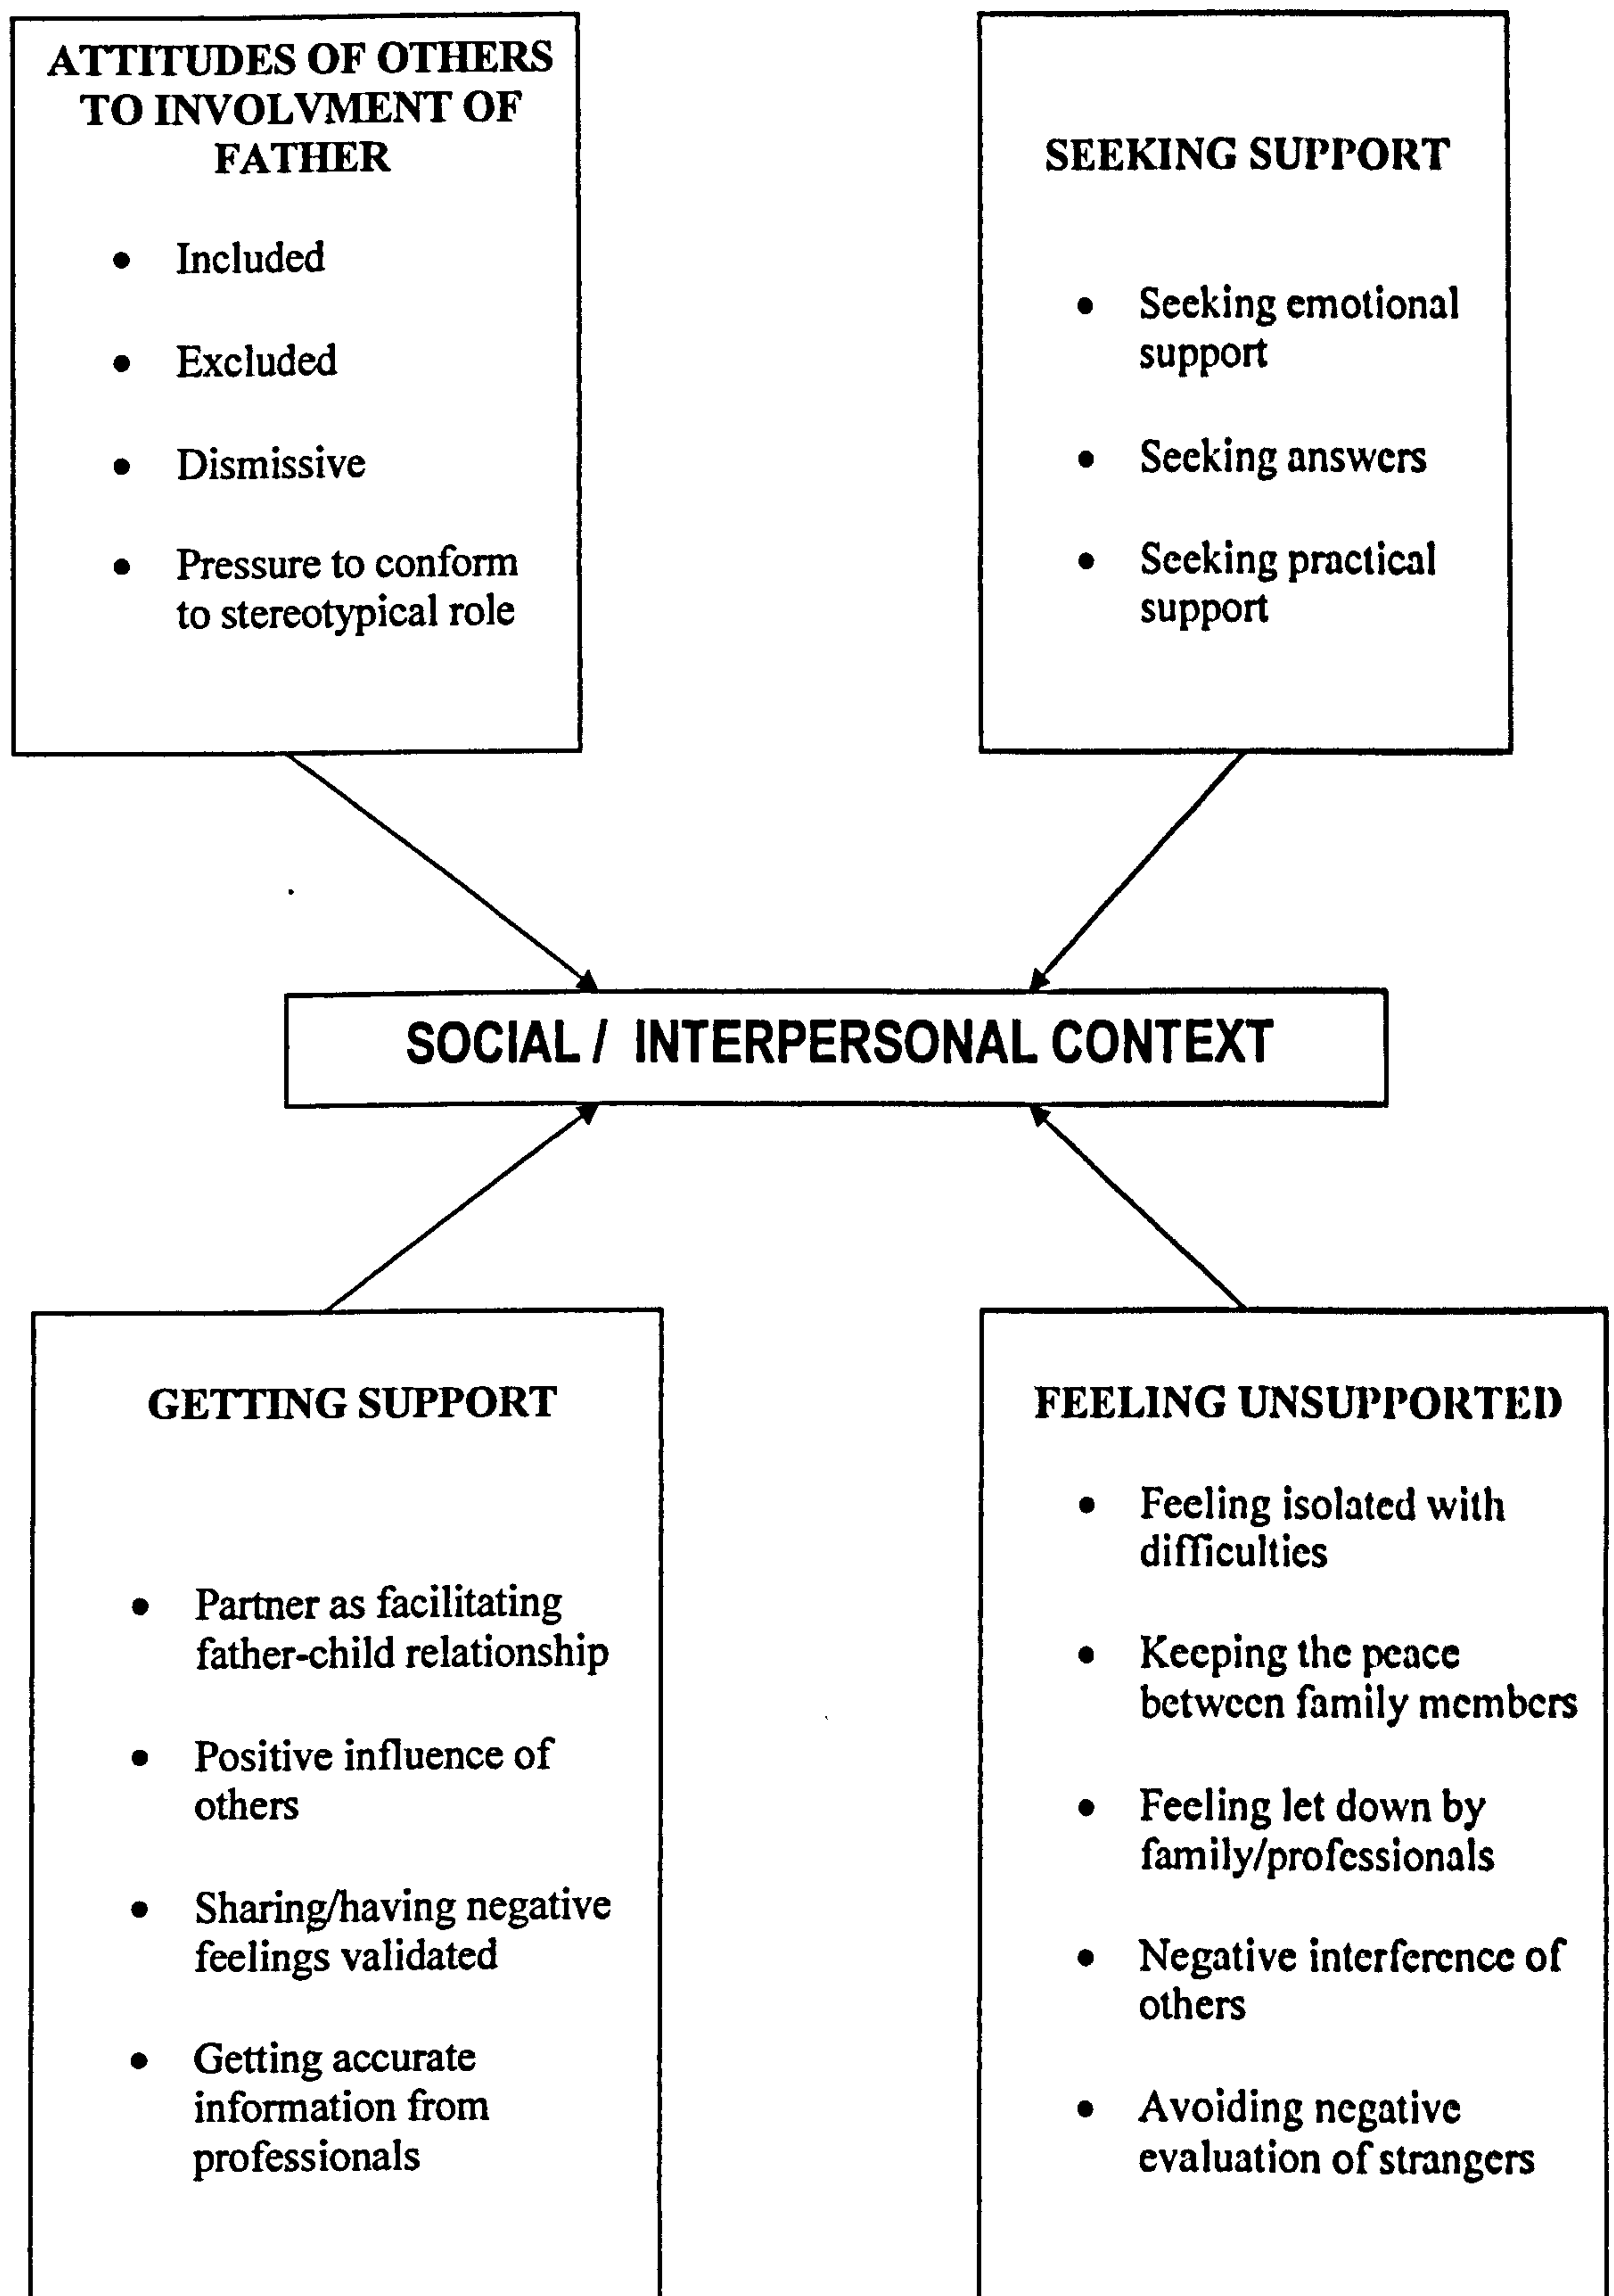 ATTITUDES OF OTHERS
TO INVOLVMENT OF
FATHER
• Included
• Excluded
• Dismissive
• Pressure to conform
to stereotypical role
SEEKING SUPPORT
• Seeking emotional
support
• Seeking answers
• Seeking practical
support
SOCIAL / INTERPERSONAL CONTEXT
GETTING SUPPORT
• Partner as facilitating
father-child relationship
• Positive influence of
others
• Sharing/having negative
feelings validated
• Getting accurate
information from
professionals
FEELING UNSUPPORTED
• Feeling isolated with
difficulties
• Keeping the peace
between family members
• Feeling let down by
family/professionals
• Negative interference of
others
• Avoiding negative
evaluation of strangers